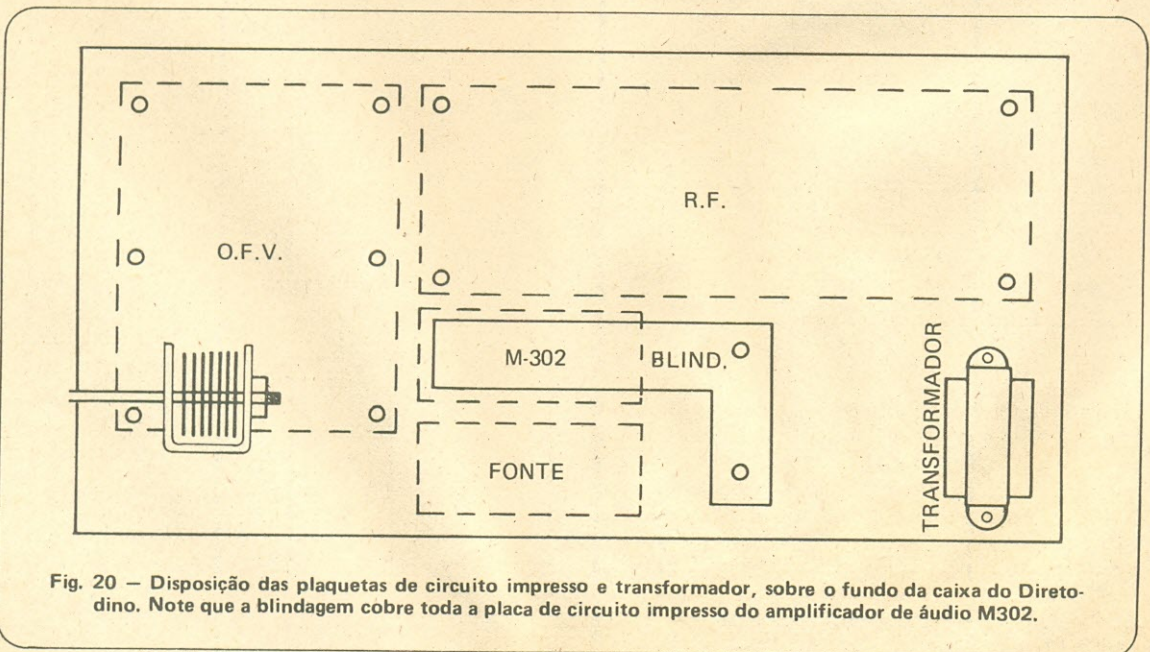 O.F.V.
R.F.
M-302
BLIND.
FONTE
TRANSFORMADOR
Fig. 20 — Disposição das plaquetas de circuito impresso e transformador, sobre o fundo da caixa do Direto-
dino. Note que a blindagem cobre toda a placa de circuito impresso do amplificador de áudio M302.